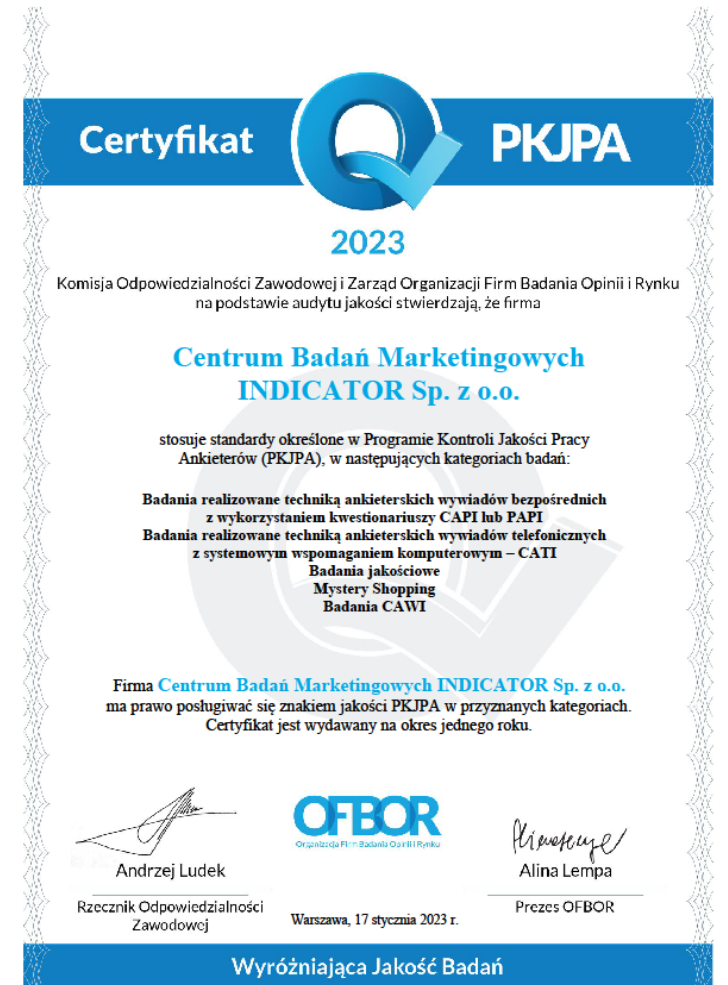 Certyfikat PKJPA
2023
Komisja Odpowiedzialności Zawodowej i Zarząd Organizacji Firm Badania Opinii i Rynku
na podstawie audytu jakości stwierdzają, że firma
Centrum Badań Marketingowych
INDICATOR Sp. z o.o.
stosuje standardy określone w Programie Kontroli Jakości Pracy
Ankieterów (PKJPA), w następujących kategoriach badań:
Badania realizowane techniką ankieterskich wywiadów bezpośrednich
z wykorzystaniem kwestionariuszy CAPI lub PAPI
Badania realizowane techniką ankieterskich wywiadów telefonicznych
z systemowym wspomaganiem komputerowym – CATI
Badania jakościowe
Mystery Shopping
Badania CAWI
Firma Centrum Badań Marketingowych INDICATOR Sp. z o.o.
ma prawo posługiwać się znakiem jakości PKJPA w przyznanych kategoriach.
Certyfikat jest wydawany na okres jednego roku.
OFBOR
Organizacja Firm Badania Opinii i Rynku
Andrzej Ludek
Rzecznik Odpowiedzialności
Zawodowej
Warszawa, 17 stycznia 2023 r.
Alina Lempa
Prezes OFBOR
Wyróżniająca Jakość Badań